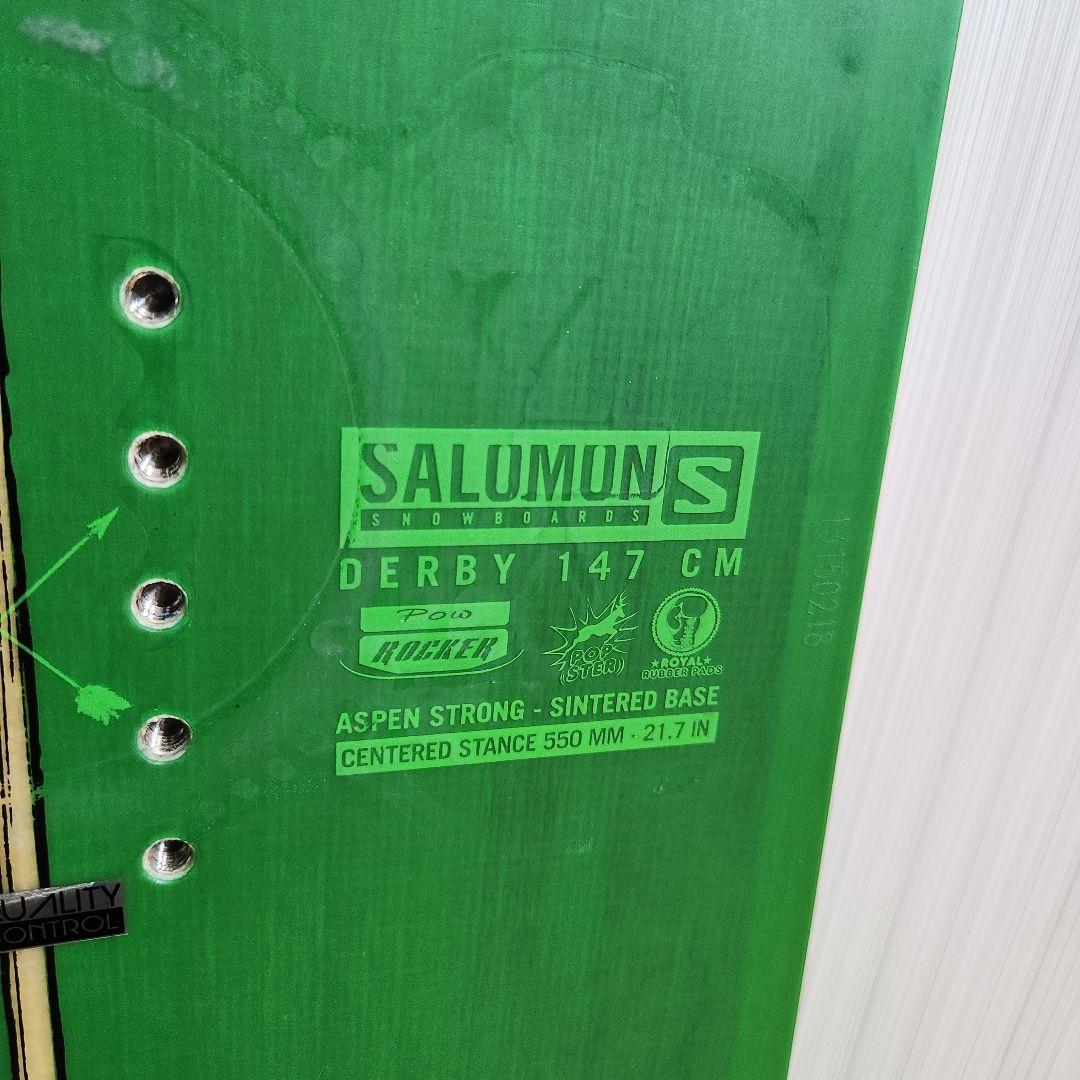 SALOMON S
SNOWBOARDS
DERBY 147 CM
Pow
ROCKER
POP
STER
ROYAL
RUBBER PADS
ASPEN STRONG - SINTERED BASE
CENTERED STANCE 550 MM · 21.7 IN
QUALITY
CONTROL